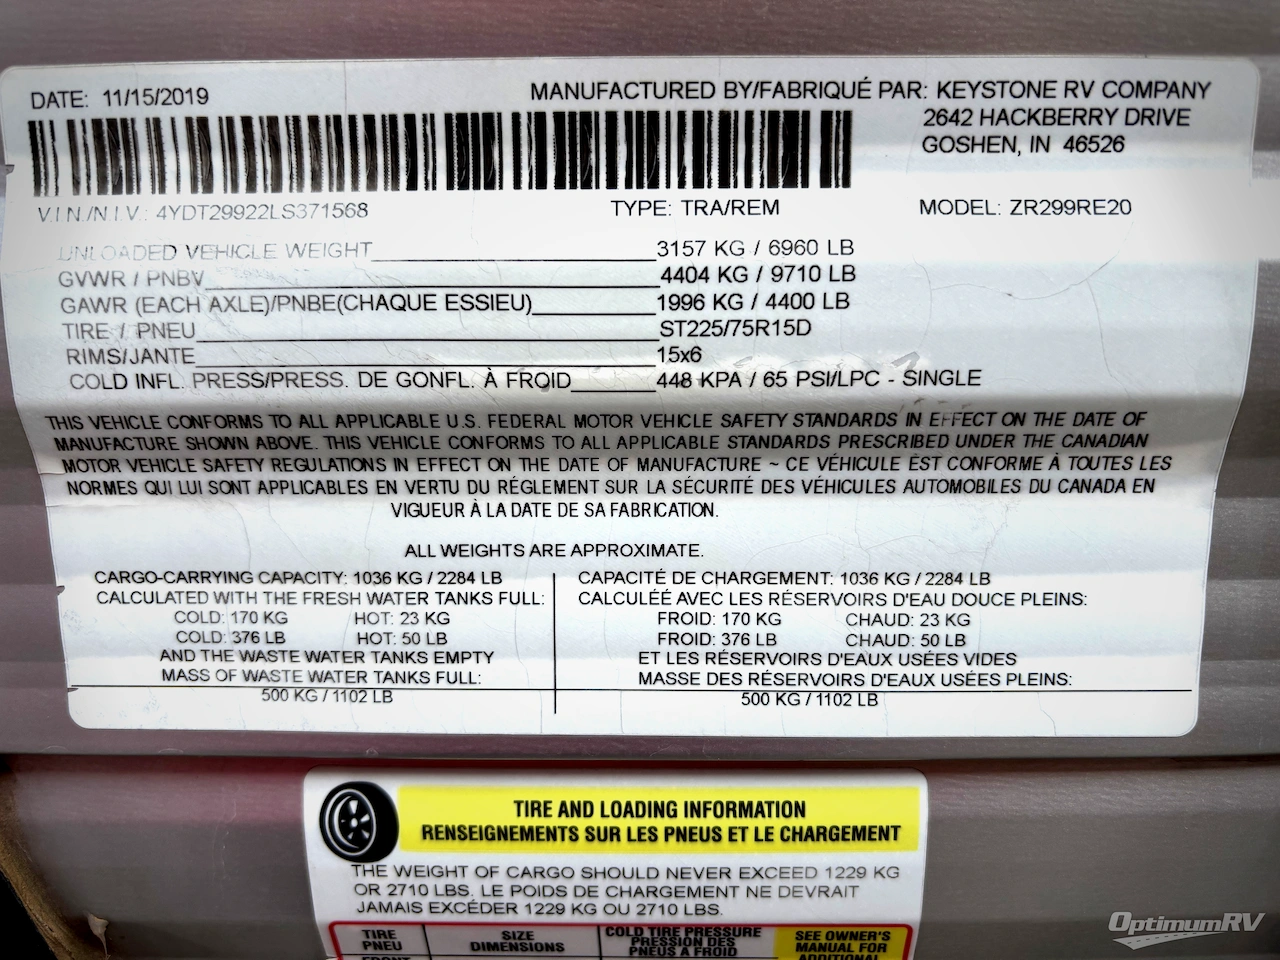 DATE: 11/15/2019
MANUFACTURED BY/FABRIQUÉ PAR: KEYSTONE RV COMPANY
2642 HACKBERRY DRIVE
GOSHEN, IN 46526
V.I.N./N.I.V.: 4YDT29922LS371568
TYPE: TRA/REM
MODEL: ZR299RE20
UNLOADED VEHICLE WEIGHT 3157 KG / 6960 LB
GVWR / PNBV 4404 KG / 9710 LB
GAWR (EACH AXLE)/PNBE(CHAQUE ESSIEU) 1996 KG / 4400 LB
TIRE / PNEU ST225/75R15D
RIMS/JANTE 15x6
COLD INFL. PRESS/PRESS. DE GONFL. À FROID 448 KPA / 65 PSI/LPC - SINGLE
THIS VEHICLE CONFORMS TO ALL APPLICABLE U.S. FEDERAL MOTOR VEHICLE SAFETY STANDARDS IN EFFECT ON THE DATE OF
MANUFACTURE SHOWN ABOVE. THIS VEHICLE CONFORMS TO ALL APPLICABLE STANDARDS PRESCRIBED UNDER THE CANADIAN
MOTOR VEHICLE SAFETY REGULATIONS IN EFFECT ON THE DATE OF MANUFACTURE ~ CE VÉHICULE EST CONFORME À TOUTES LES
NORMES QUI LUI SONT APPLICABLES EN VERTU DU RÉGLEMENT SUR LA SÉCURITÉ DES VÉHICULES AUTOMOBILES DU CANADA EN
VIGUEUR À LA DATE DE SA FABRICATION.
ALL WEIGHTS ARE APPROXIMATE.
CARGO-CARRYING CAPACITY: 1036 KG / 2284 LB
CALCULATED WITH THE FRESH WATER TANKS FULL:
COLD: 170 KG HOT: 23 KG
COLD: 376 LB HOT: 50 LB
AND THE WASTE WATER TANKS EMPTY
MASS OF WASTE WATER TANKS FULL:
500 KG / 1102 LB
CAPACITÉ DE CHARGEMENT: 1036 KG / 2284 LB
CALCULÉE AVEC LES RÉSERVOIRS D'EAU DOUCE PLEINS:
FROID: 170 KG CHAUD: 23 KG
FROID: 376 LB CHAUD: 50 LB
ET LES RÉSERVOIRS D'EAUX USÉES VIDES
MASSE DES RÉSERVOIRS D'EAUX USÉES PLEINS:
500 KG / 1102 LB
TIRE AND LOADING INFORMATION
RENSEIGNEMENTS SUR LES PNEUS ET LE CHARGEMENT
THE WEIGHT OF CARGO SHOULD NEVER EXCEED 1229 KG
OR 2710 LBS. LE POIDS DE CHARGEMENT NE DEVRAIT
JAMAIS EXCÉDER 1229 KG OU 2710 LBS.
TIRE
PNEU
SIZE
DIMENSIONS
COLD TIRE PRESSURE
PRESSION DES
PNEUS A FROID
SEE OWNER'S
MANUAL FOR
ADDITIONAL
FRONT
OptimumRV